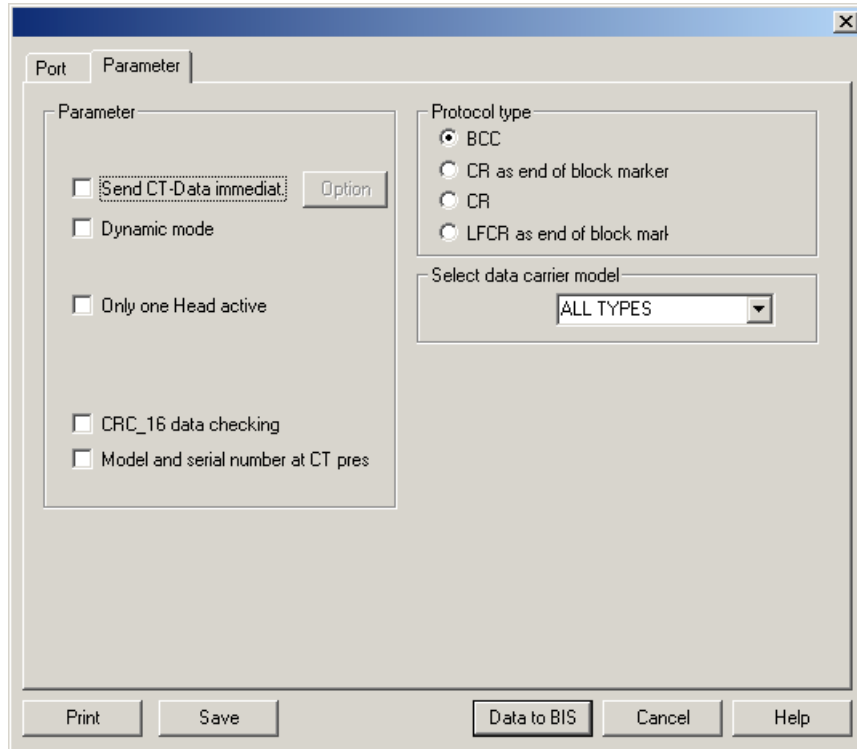 Port
Parameter
Parameter
Send CT-Data immediat.
Option
Dynamic mode
Only one Head active
CRC_16 data checking
Model and serial number at CT pres
Protocol type
BCC
CR as end of block marker
CR
LFCR as end of block mark
Select data carrier model
ALL TYPES
Print
Save
Data to BIS
Cancel
Help